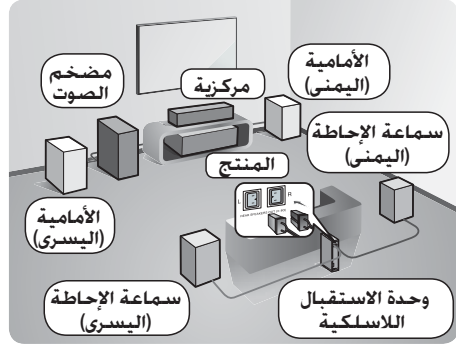 الأمامية
(اليمنى)
مضخم
الصوت
مركزية
سماعة الإحاطة
(اليمنى)
المنتج
L
R
الأمامية
(اليسرى)
سماعة الإحاطة
(اليسرى)
وحدة الاستقبال
اللاسلكية